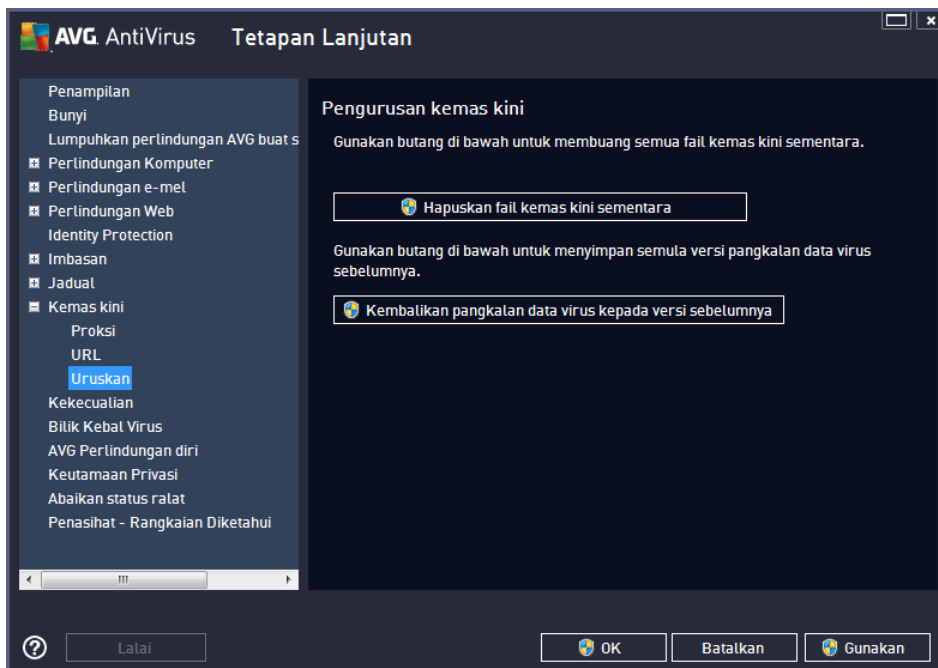 AVG. AntiVirus Tetapan Lanjutan
Penampilan
Bunyi
Lumpuhkan perlindungan AVG buat s
Perlindungan Komputer
Perlindungan e-mel
Perlindungan Web
Identity Protection
Imbasan
Jadual
Kemas kini
Proksi
URL
Uruskan
Kekecualian
Bilik Kebal Virus
AVG Perlindungan diri
Keutamaan Privasi
Abaikan status ralat
Penasihat - Rangkaian Diketahui
Pengurusan kemas kini
Gunakan butang di bawah untuk membuang semua fail kemas kini sementara.
Hapuskan fail kemas kini sementara
Gunakan butang di bawah untuk menyimpan semula versi pangkalan data virus
sebelumnya.
Kembalikan pangkalan data virus kepada versi sebelumnya
Lalai
OK
Batalkan
Gunakan